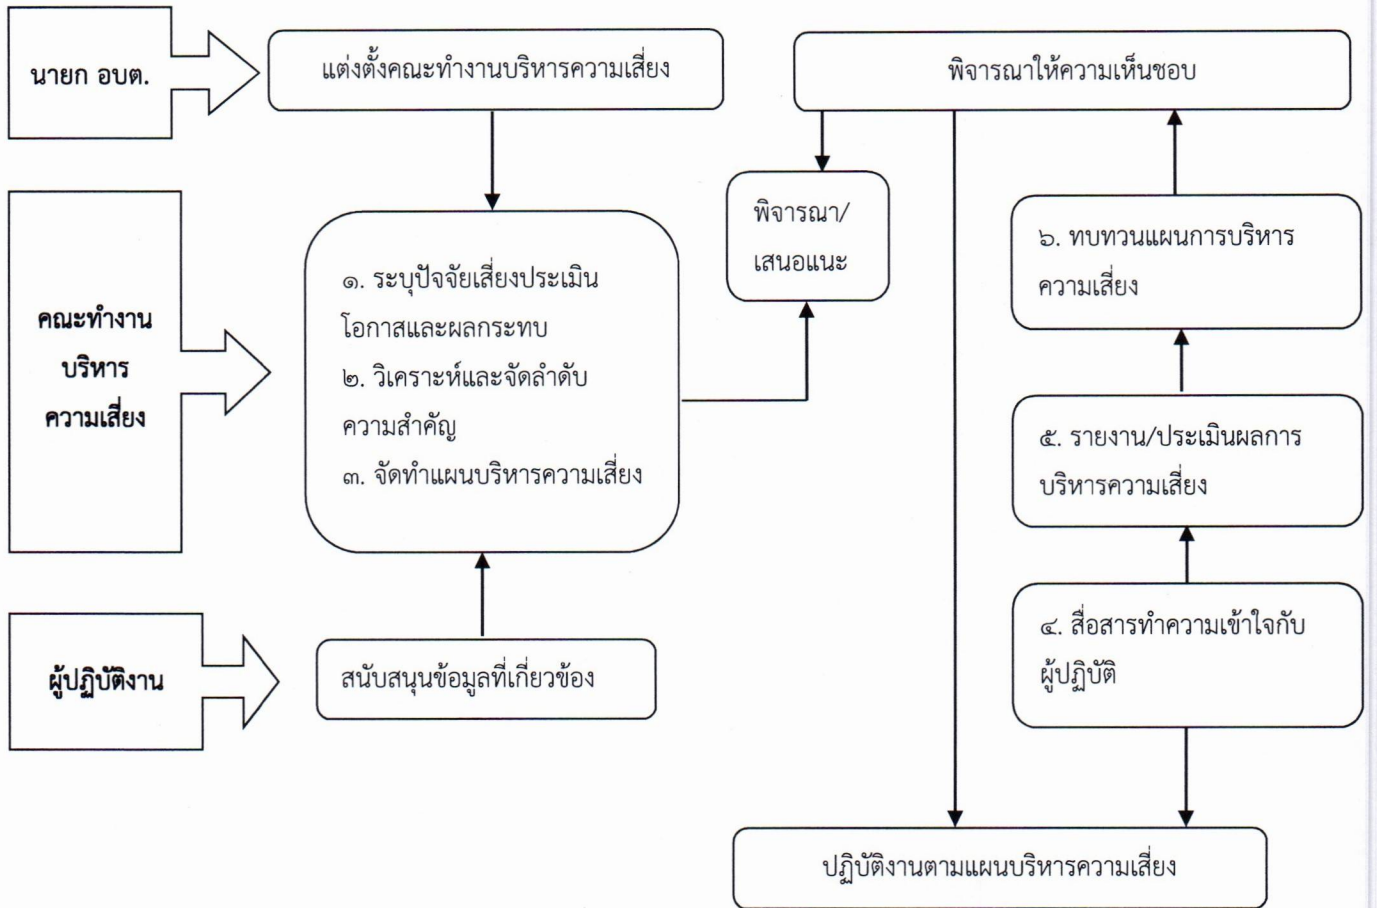 นายก อบต.
แต่งตั้งคณะทำงานบริหารความเสี่ยง
พิจารณาให้ความเห็นชอบ
คณะทำงาน
บริหาร
ความเสี่ยง
๑. ระบุปัจจัยเสี่ยงประเมิน
โอกาสและผลกระทบ
๒. วิเคราะห์และจัดลำดับ
ความสำคัญ
๓. จัดทำแผนบริหารความเสี่ยง
พิจารณา/
เสนอแนะ
๖. ทบทวนแผนการบริหาร
ความเสี่ยง
๕. รายงาน/ประเมินผลการ
บริหารความเสี่ยง
๔. สื่อสารทำความเข้าใจกับ
ผู้ปฏิบัติ
ผู้ปฏิบัติงาน
สนับสนุนข้อมูลที่เกี่ยวข้อง
ปฏิบัติงานตามแผนบริหารความเสี่ยง